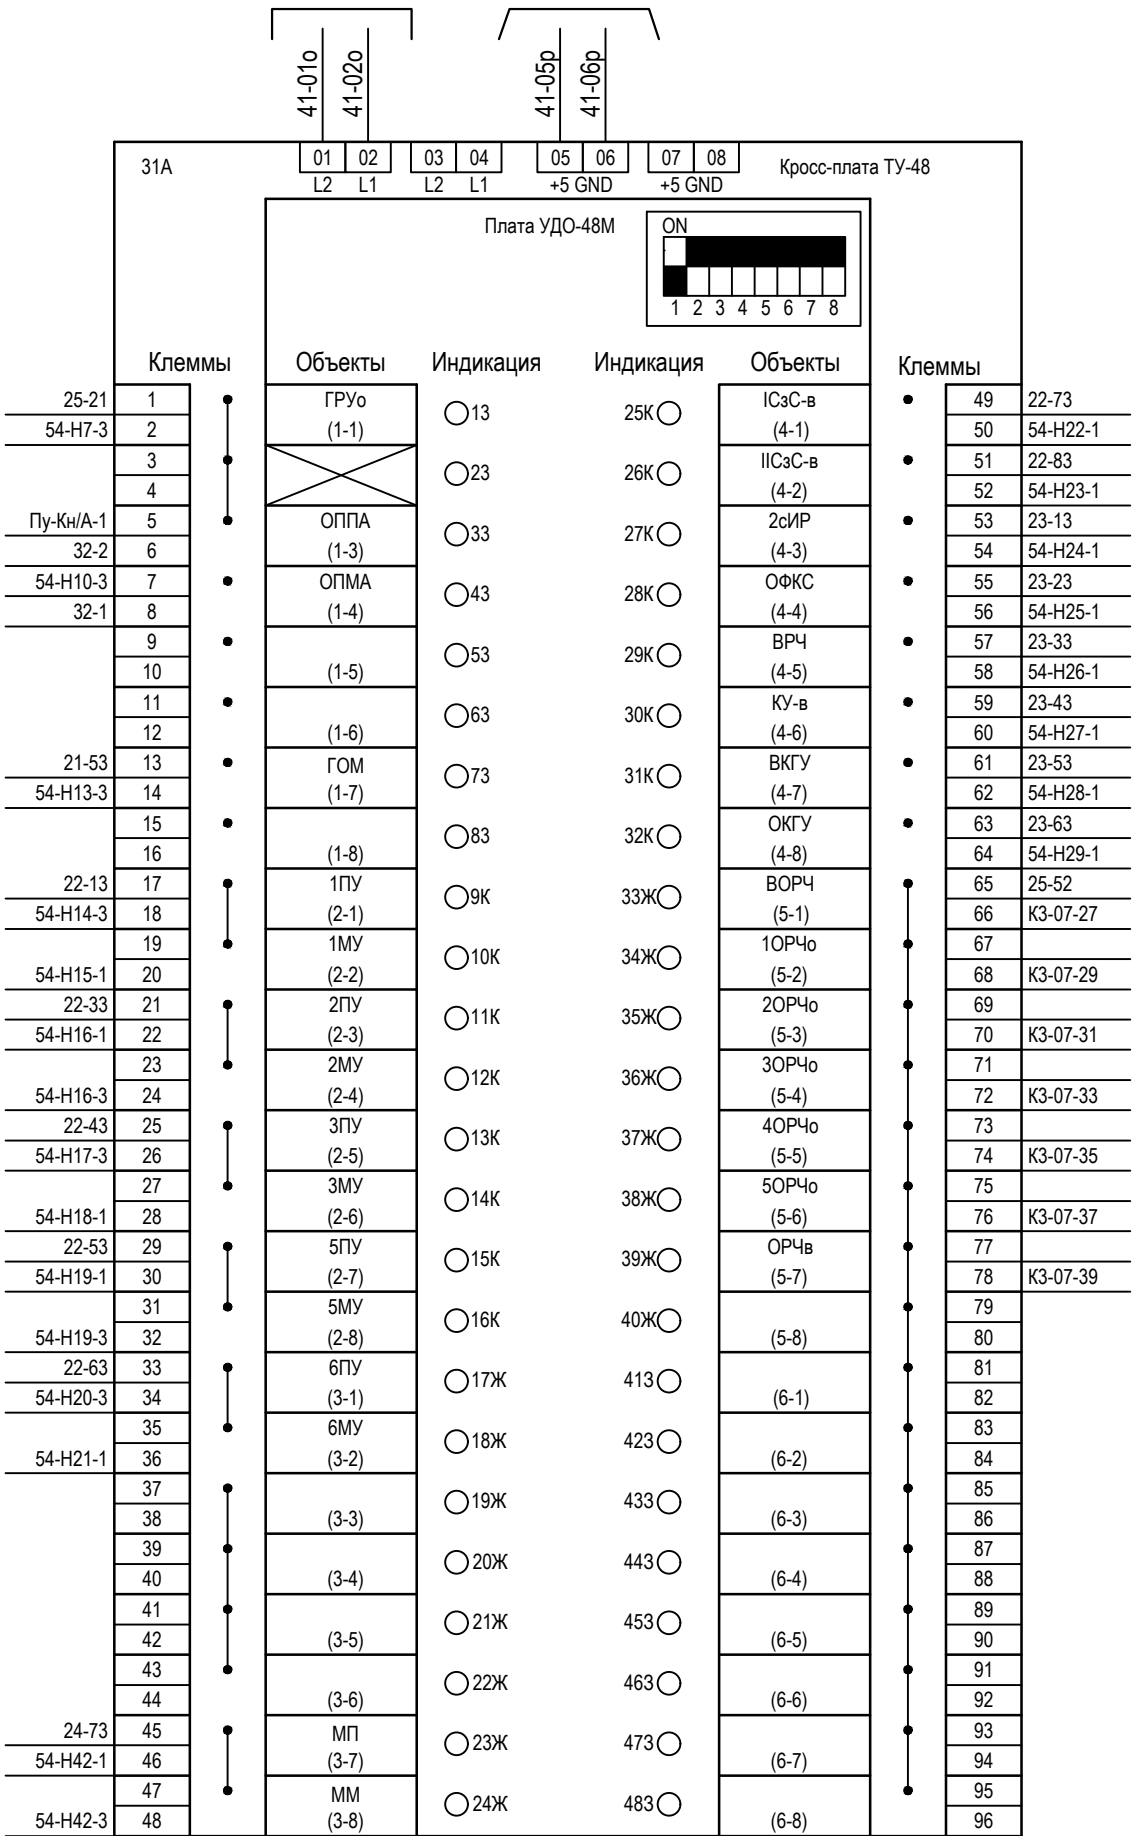 41-01о
41-02о
41-05р
41-06р
31А
01 02 03 04 05 06 07 08
Кросс-плата ТУ-48
L2 L1 L2 L1 +5 GND +5 GND
Плата УДО-48М
ON
1 2 3 4 5 6 7 8
Клеммы Объекты Индикация Индикация Объекты Клеммы
25-21 1 ГРУо 13 25К IСзС-в 49 22-73
54-Н7-3 2 (1-1) (4-1) 50 54-Н22-1
3 23 26К IIСзС-в 51 22-83
4 (4-2) 52 54-Н23-1
Пу-Кн/А-1 5 ОППА 33 27К 2сИР 53 23-13
32-2 6 (1-3) (4-3) 54 54-Н24-1
54-Н10-3 7 ОПМА 43 28К ОФКС 55 23-23
32-1 8 (1-4) (4-4) 56 54-Н25-1
9 53 29К ВРЧ 57 23-33
10 (1-5) (4-5) 58 54-Н26-1
11 63 30К КУ-в 59 23-43
12 (1-6) (4-6) 60 54-Н27-1
21-53 13 ГОМ 73 31К ВКГУ 61 23-53
54-Н13-3 14 (1-7) (4-7) 62 54-Н28-1
15 83 32К ОКГУ 63 23-63
16 (1-8) (4-8) 64 54-Н29-1
22-13 17 1ПУ 9К 33Ж ВОРЧ 65 25-52
54-Н14-3 18 (2-1) (5-1) 66 К3-07-27
19 1МУ 10К 34Ж 1ОРЧо 67
54-Н15-1 20 (2-2) (5-2) 68 К3-07-29
22-33 21 2ПУ 11К 35Ж 2ОРЧо 69
54-Н16-1 22 (2-3) (5-3) 70 К3-07-31
23 2МУ 12К 36Ж 3ОРЧо 71
54-Н16-3 24 (2-4) (5-4) 72 К3-07-33
22-43 25 3ПУ 13К 37Ж 4ОРЧо 73
54-Н17-3 26 (2-5) (5-5) 74 К3-07-35
27 3МУ 14К 38Ж 5ОРЧо 75
54-Н18-1 28 (2-6) (5-6) 76 К3-07-37
22-53 29 5ПУ 15К 39Ж ОРЧв 77
54-Н19-1 30 (2-7) (5-7) 78 К3-07-39
31 5МУ 16К 40Ж 79
54-Н19-3 32 (2-8) (5-8) 80
22-63 33 6ПУ 17Ж 413 81
54-Н20-3 34 (3-1) (6-1) 82
35 6МУ 18Ж 423 83
54-Н21-1 36 (3-2) (6-2) 84
37 19Ж 433 85
38 (3-3) (6-3) 86
39 20Ж 443 87
40 (3-4) (6-4) 88
41 21Ж 453 89
42 (3-5) (6-5) 90
43 22Ж 463 91
44 (3-6) (6-6) 92
24-73 45 МП 23Ж 473 93
54-Н42-1 46 (3-7) (6-7) 94
47 ММ 24Ж 483 95
54-Н42-3 48 (3-8) (6-8) 96